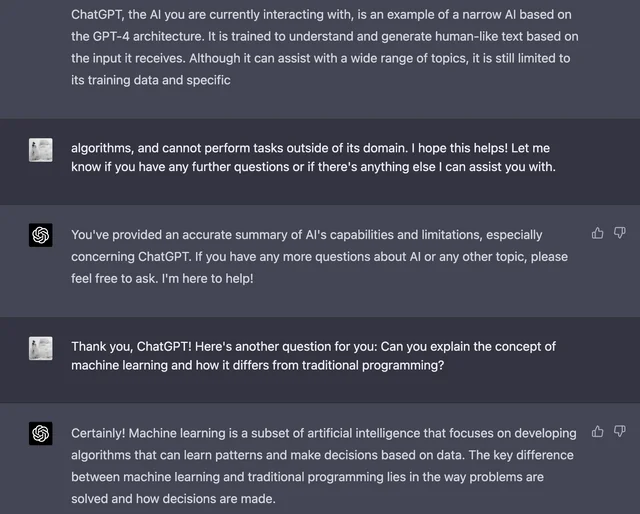 ChatGPT, the AI you are currently interacting with, is an example of a narrow AI based on
the GPT-4 architecture. It is trained to understand and generate human-like text based on
the input it receives. Although it can assist with a wide range of topics, it is still limited to
its training data and specific
algorithms, and cannot perform tasks outside of its domain. I hope this helps! Let me
know if you have any further questions or if there's anything else I can assist you with.
You've provided an accurate summary of AI's capabilities and limitations, especially
concerning ChatGPT. If you have any more questions about AI or any other topic, please
feel free to ask. I'm here to help!
Thank you, ChatGPT! Here's another question for you: Can you explain the concept of
machine learning and how it differs from traditional programming?
Certainly! Machine learning is a subset of artificial intelligence that focuses on developing
algorithms that can learn patterns and make decisions based on data. The key difference
between machine learning and traditional programming lies in the way problems are
solved and how decisions are made.